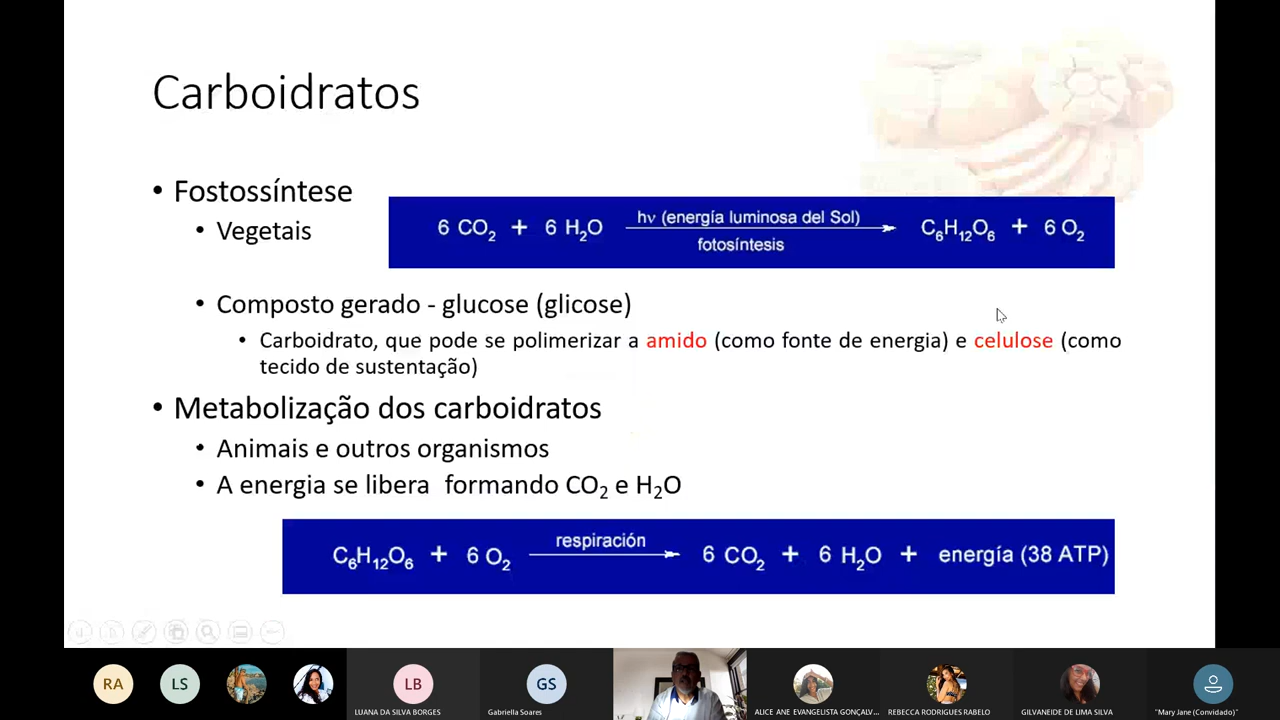 Carboidratos
• Fostossíntese
• Vegetais
6 CO₂ + 6 H₂O hν (energía luminosa del Sol) C₆H₁₂O₆ + 6 O₂
fotosíntesis
• Composto gerado - glucose (glicose)
• Carboidrato, que pode se polimerizar a amido (como fonte de energia) e celulose (como
tecido de sustentação)
• Metabolização dos carboidratos
• Animais e outros organismos
• A energia se libera formando CO₂ e H₂O
C₆H₁₂O₆ + 6 O₂ respiración 6 CO₂ + 6 H₂O + energía (38 ATP)
RA
LS
LB
GS
LUANA DA SILVA BORGES
Gabriella Soares
ALICE ANE EVANGELISTA GONÇALV...
REBECCA RODRIGUES RABELO
GILVANEIDE DE LIMA SILVA
"Mary Jane (Convidado)"